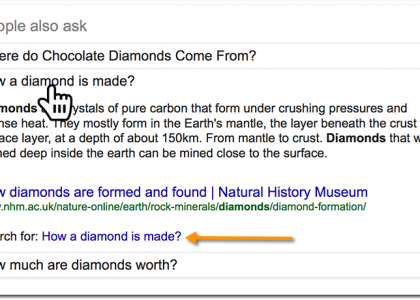 ople also ask
ere do Chocolate Diamonds Come From?
w a diamond is made?
monds crystals of pure carbon that form under crushing pressures and
nse heat. They mostly form in the Earth's mantle, the layer beneath the crust
ace layer, at a depth of about 150km. From mantle to crust. Diamonds that w
ned deep inside the earth can be mined close to the surface.
w diamonds are formed and found | Natural History Museum
w.nhm.ac.uk/nature-online/earth/rock-minerals/diamonds/diamond-formation/
rch for: How a diamond is made?
w much are diamonds worth?